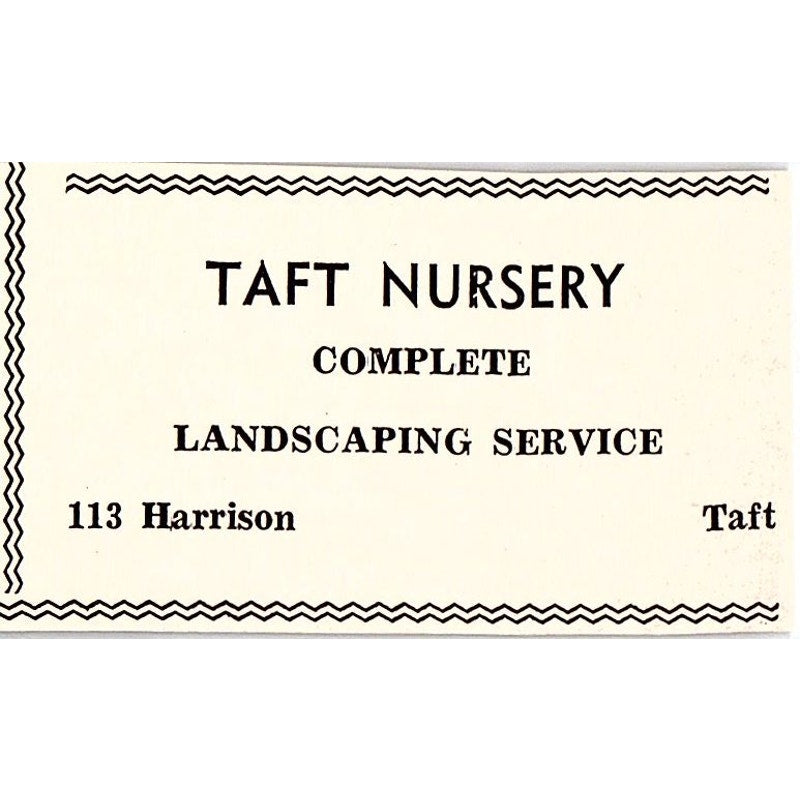 TAFT NURSERY
COMPLETE
LANDSCAPING SERVICE
113 Harrison Taft